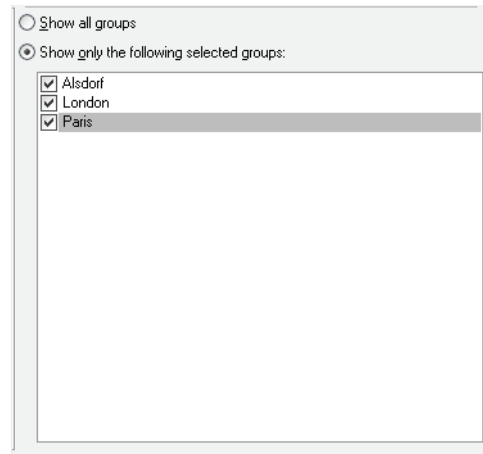 Show all groups
Show only the following selected groups:
Alsdorf
London
Paris